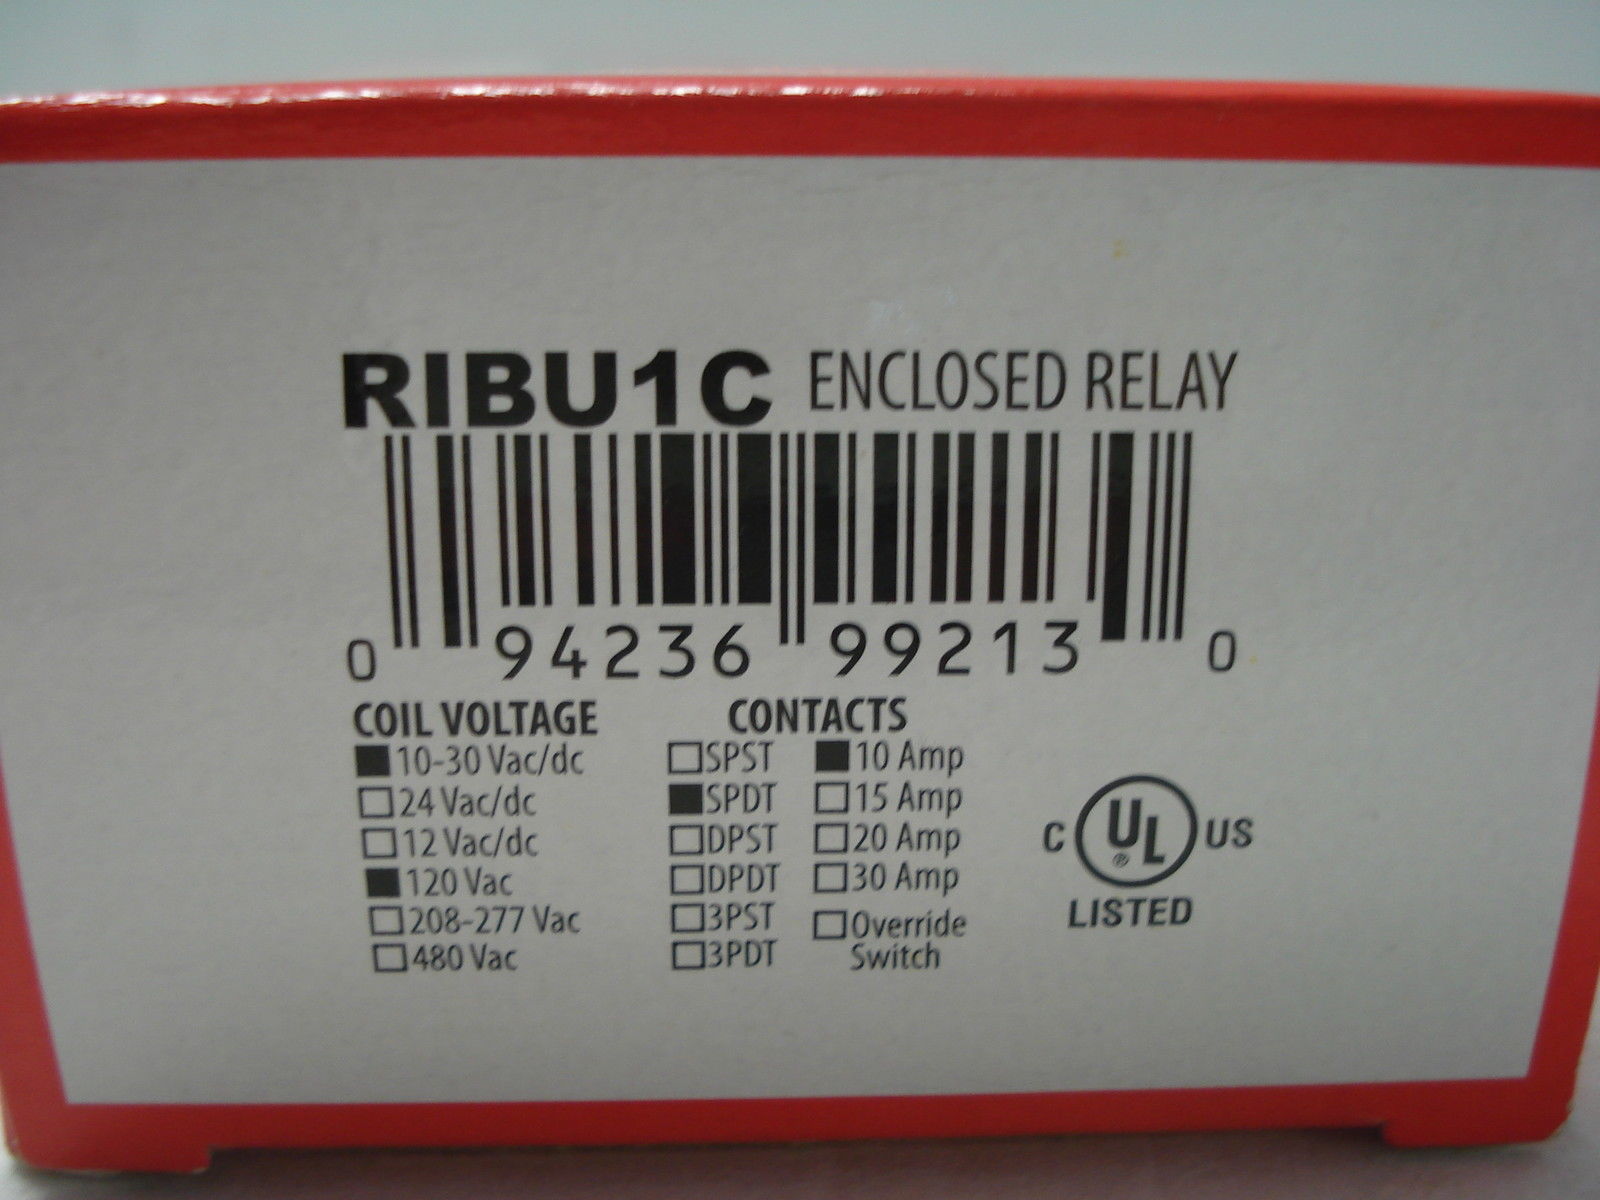 RIBU1C ENCLOSED RELAY
0 94236 99213 0
COIL VOLTAGE
■10-30 Vac/dc
□24 Vac/dc
□12 Vac/dc
■120 Vac
□208-277 Vac
□480 Vac
CONTACTS
□SPST
■SPDT
□DPST
□DPDT
□3PST
□3PDT
■10 Amp
□15 Amp
□20 Amp
□30 Amp
□Override
Switch
C UL® US
LISTED